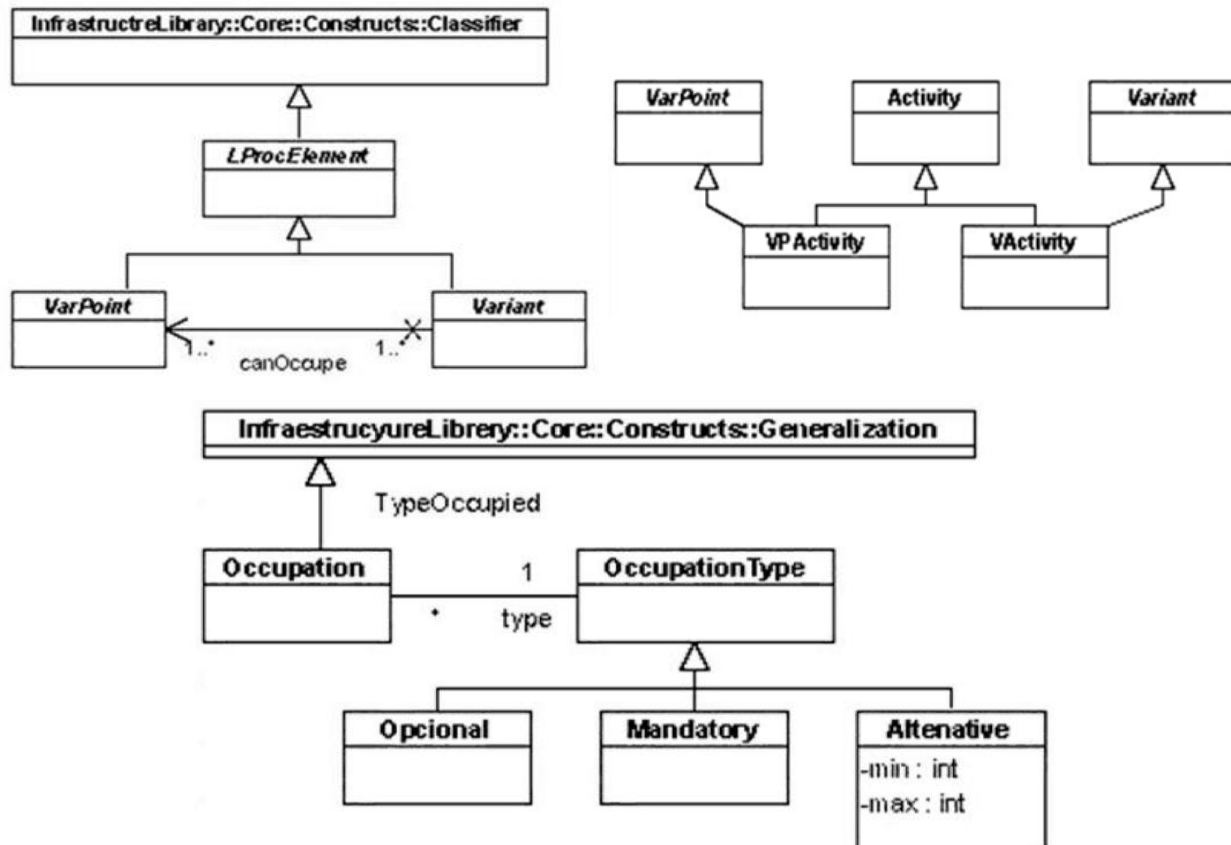 InfrastructreLibrary::Core::Constructs::Classifier
LProcElement
VarPoint
Variant
1..*
1..*
canOccupe
VarPoint
Activity
Variant
VPActivity
VActivity
InfraestrucyureLibrery::Core::Constructs::Generalization
TypeOccupied
Occupation
1
OccupationType
*
type
Opcional
Mandatory
Altenative
-min : int
-max : int